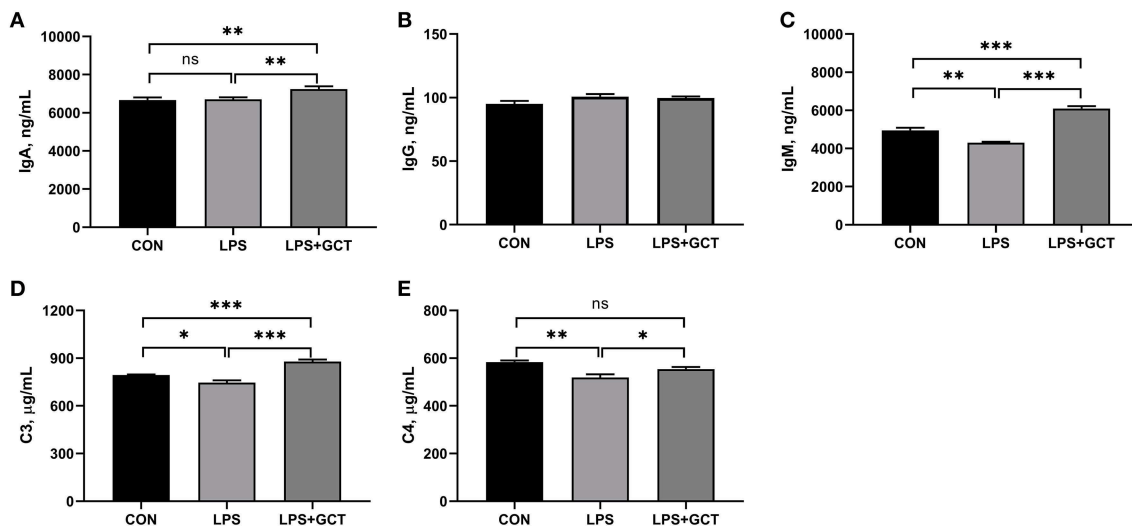 A
IgA, ng/mL
10000
8000
6000
4000
2000
0
**
ns
**
CON LPS LPS+GCT
B
IgG, ng/mL
150
100
50
0
CON LPS LPS+GCT
C
IgM, ng/mL
10000
8000
6000
4000
2000
0
***
** ***
CON LPS LPS+GCT
D
C3, μg/mL
1200
900
600
300
0
***
* ***
CON LPS LPS+GCT
E
C4, μg/mL
800
600
400
200
0
ns
** *
CON LPS LPS+GCT